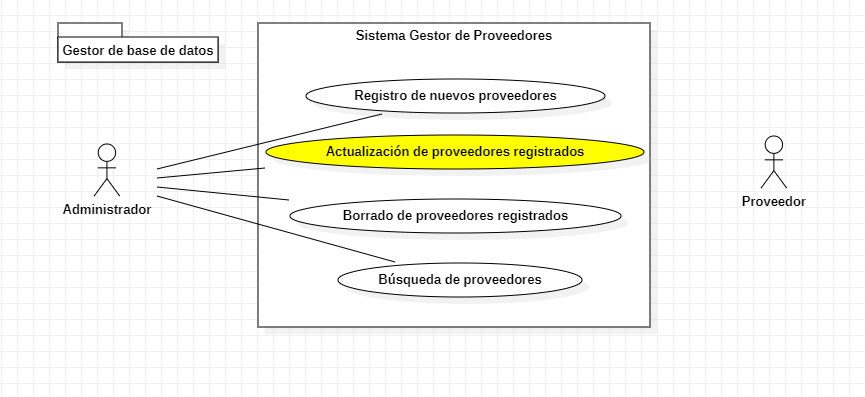 Gestor de base de datos
Sistema Gestor de Proveedores
Registro de nuevos proveedores
Actualización de proveedores registrados
Borrado de proveedores registrados
Búsqueda de proveedores
Administrador
Proveedor